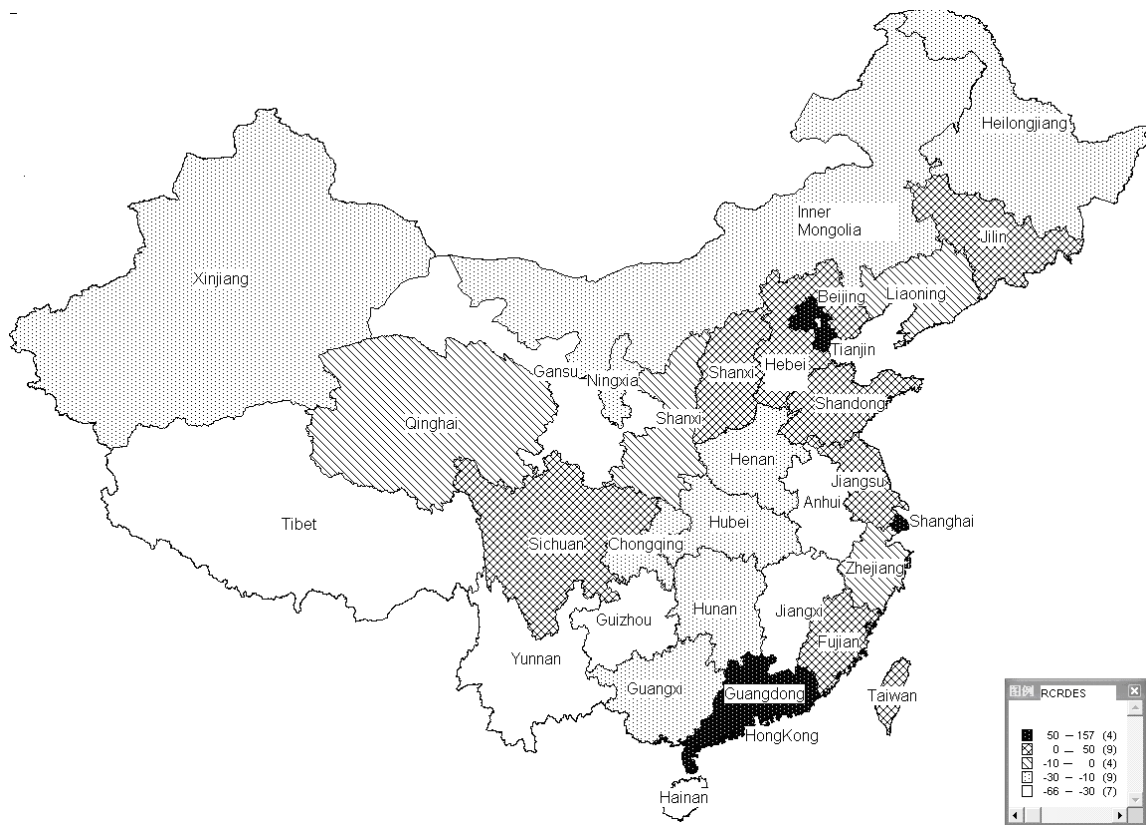 Heilongjiang
Inner
Mongolia
Jilin
Xinjiang
Beijing
Liaoning
Tianjin
Gansu
Ningxia
Shanxi
Hebei
Shandong
Qinghai
Shanxi
Henan
Jiangsu
Anhui
Tibet
Hubei
Shanghai
Sichuan
Chongqing
Zhejiang
Hunan
Jiangxi
Guizhou
Fujian
Yunnan
Guangxi
Guangdong
Taiwan
HongKong
Hainan
图例 RCRDES
50 — 157 (4)
0 — 50 (9)
-10 — 0 (4)
-30 — -10 (9)
-66 — -30 (7)